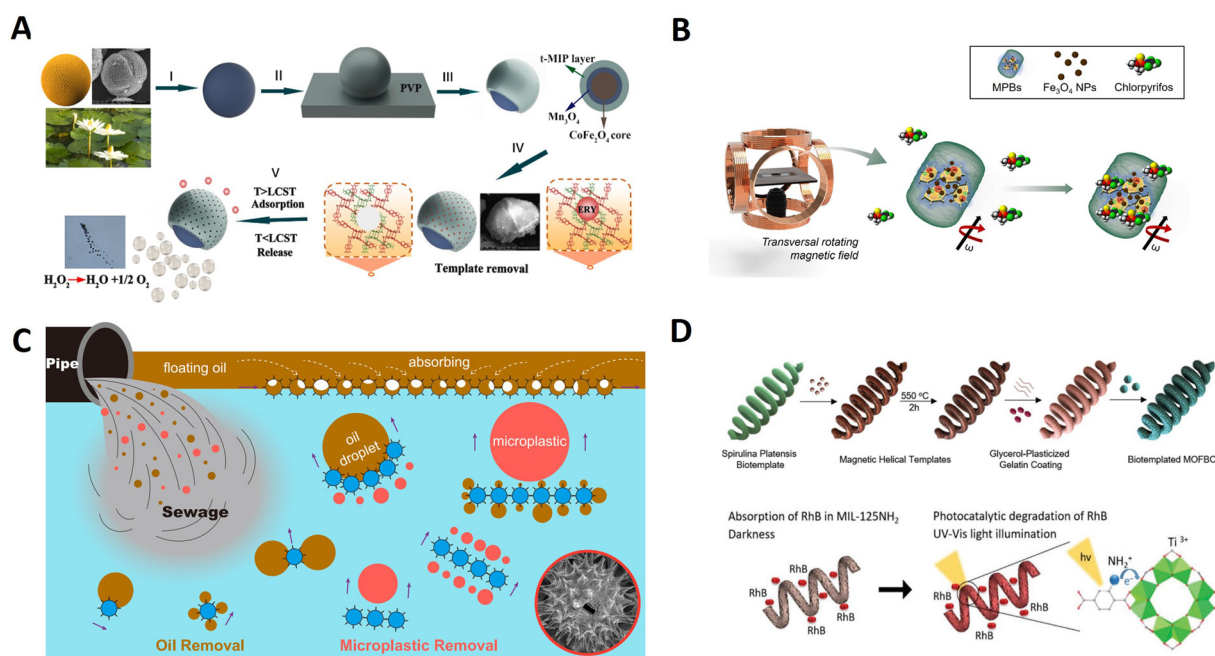 A
I
II
PVP
III
t-MIP layer
Mn₃O₄
CoFe₂O₄ core
IV
V
T>LCST
Adsorption
T<LCST
Release
ERY
Template removal
H₂O₂→H₂O +1/2 O₂
B
MPBs
Fe₃O₄ NPs
Chlorpyrifos
Transversal rotating
magnetic field
ω
ω
C
Pipe
floating oil
absorbing
oil
droplet
microplastic
Sewage
Oil Removal
Microplastic Removal
D
550 ºC
2h
Spirulina Platensis
Biotemplate
Magnetic Helical Templates
Glycerol-Plasticized
Gelatin Coating
Biotemplated MOFBOTS
Absorption of RhB in MIL-125NH₂
Darkness
Photocatalytic degradation of RhB
UV-Vis light illumination
RhB
RhB
RhB
RhB
RhB
RhB
RhB
RhB
RhB
RhB
hv
NH₂⁺
e⁻
Ti ³⁺